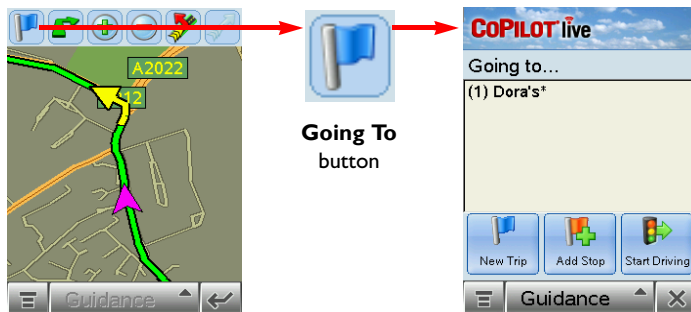 A2022
12
Guidance
Going To
button
CoPILOT live
Going to...
(1) Dora's*
New Trip
Add Stop
Start Driving
Guidance